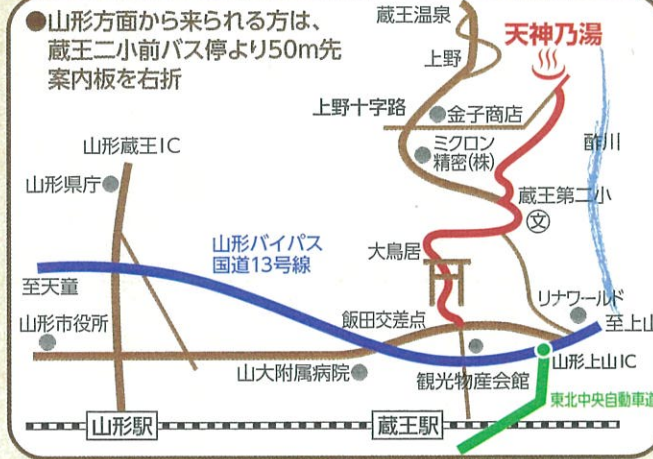 ●山形方面から来られる方は、
蔵王二小前バス停より50m先
案内板を右折
蔵王温泉
天神乃湯
上野
上野十字路
金子商店
山形蔵王IC
ミクロン
精密(株)
酢川
山形県庁
蔵王第二小
文
山形バイパス
国道13号線
大鳥居
至天童
リナワールド
山形市役所
飯田交差点
至上山
山形上山IC
山大附属病院
観光物産会館
東北中央自動車道
山形駅
蔵王駅